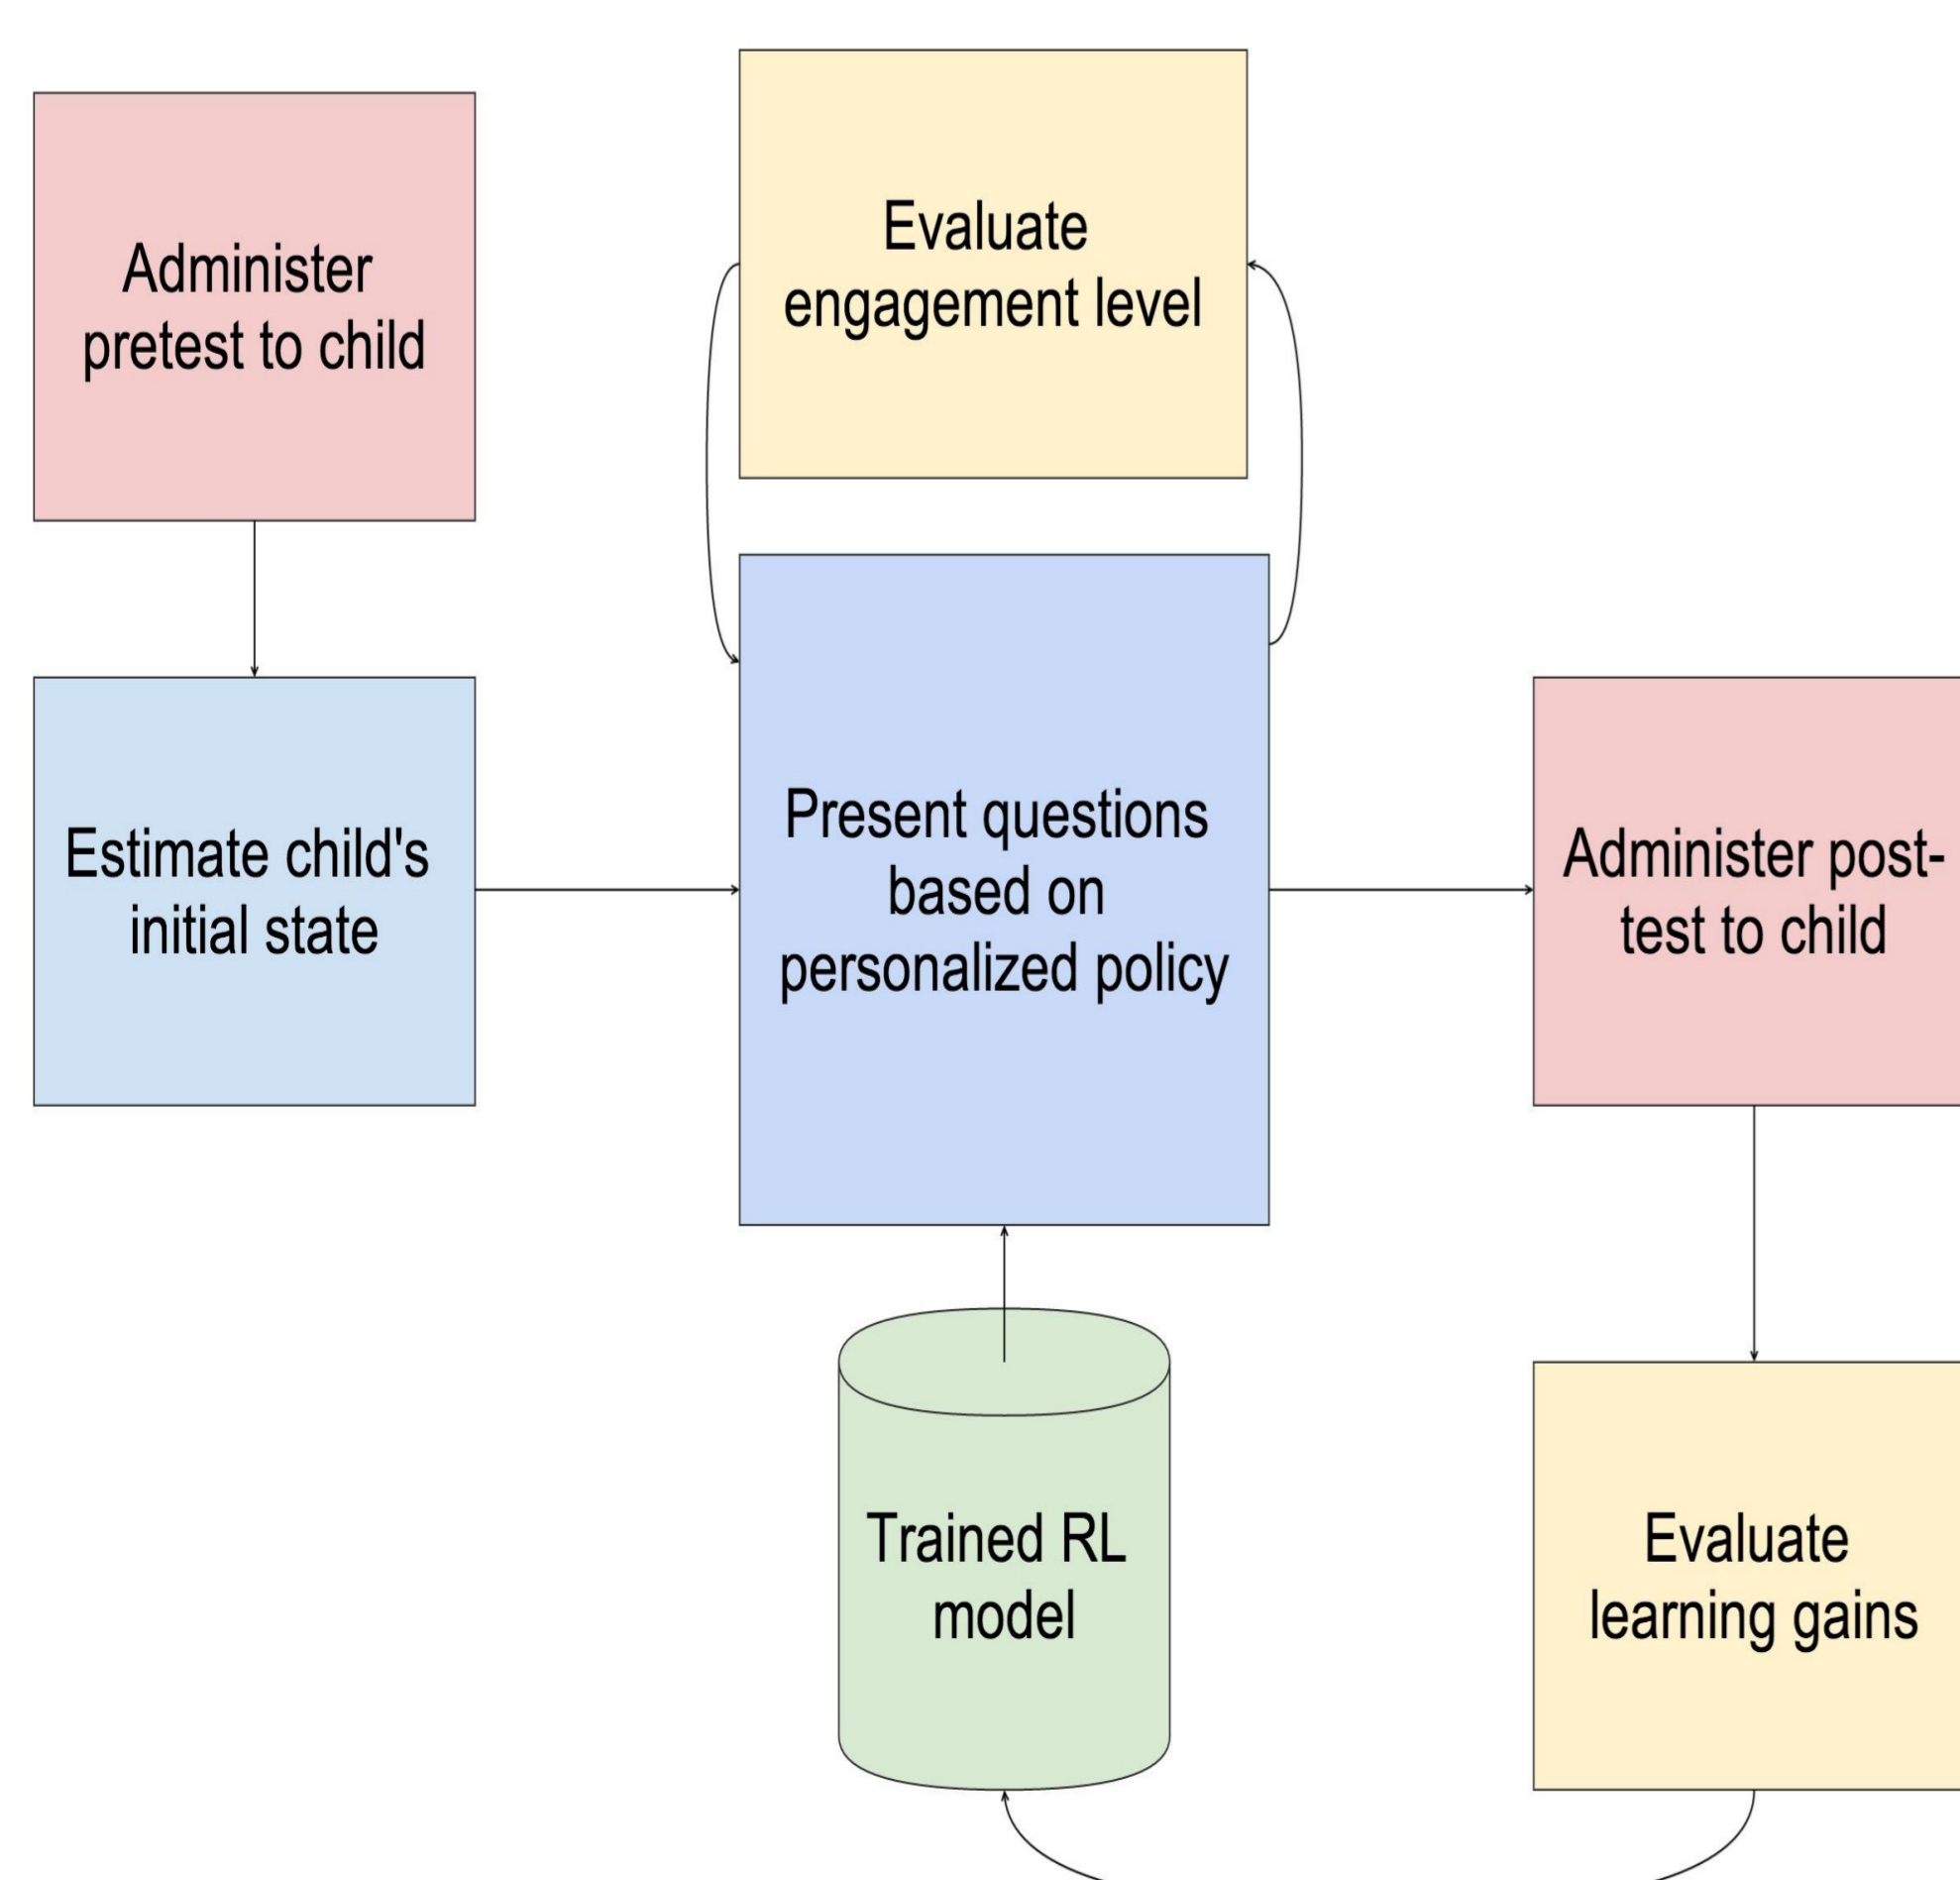 Administer
pretest to child
Evaluate
engagement level
Estimate child's
initial state
Present questions
based on
personalized policy
Administer post-
test to child
Trained RL
model
Evaluate
learning gains